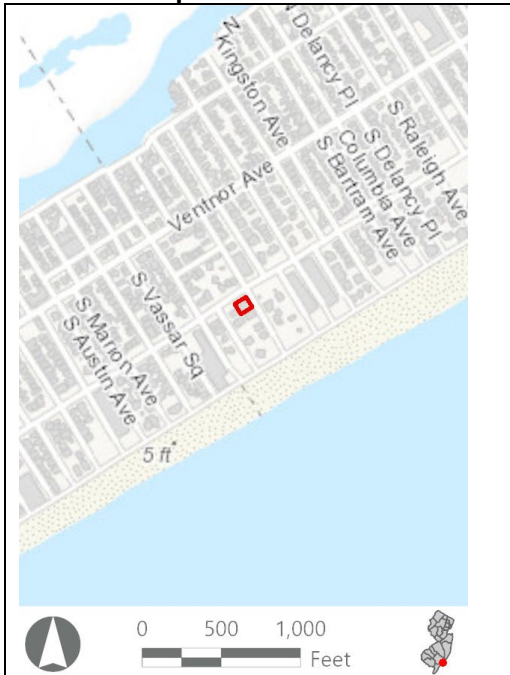 N Delancy Pl
N Kingston Ave
S Raleigh Ave
S Delancy Pl
Columbia Ave
S Bartram Ave
Ventnor Ave
S Vassar Sq
S Marion Ave
S Austin Ave
5 ft
0 500 1,000
Feet